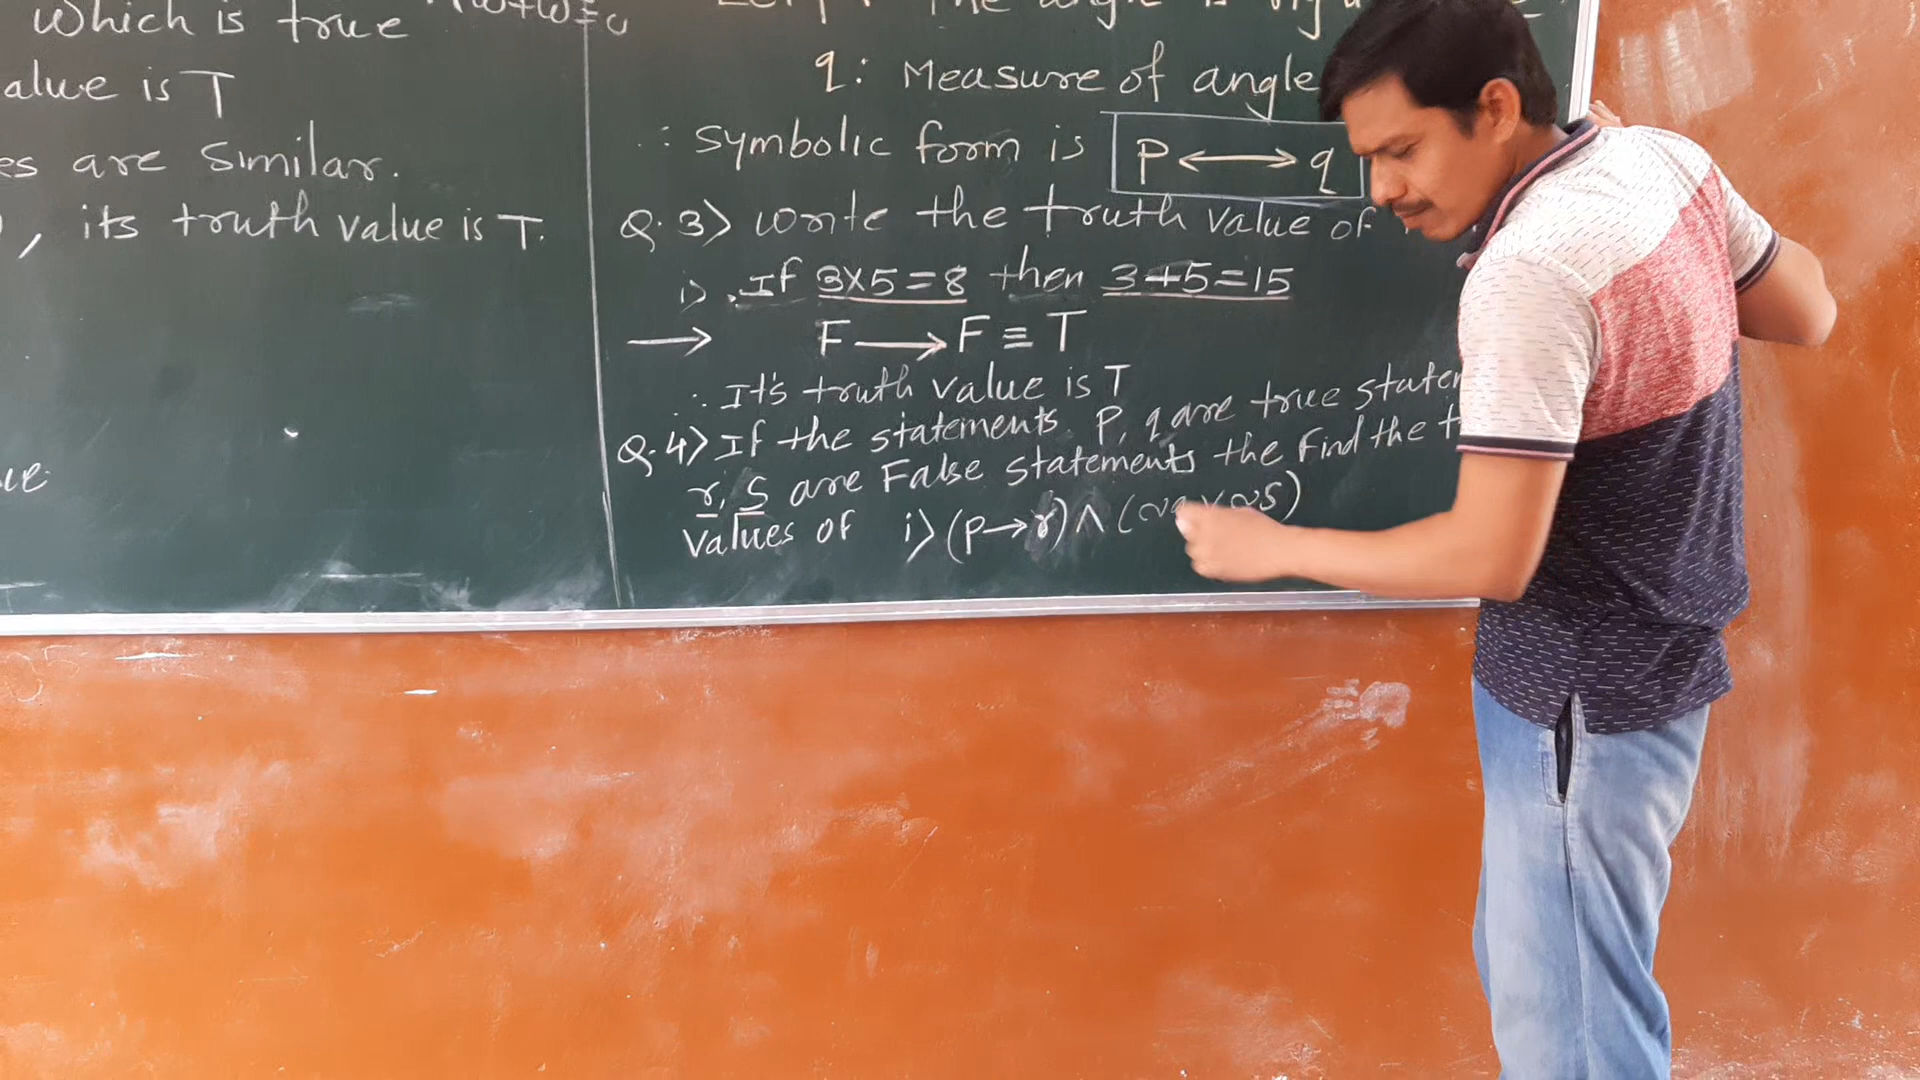 which is true
alue is T
es are similar.
, its truth value is T.
ue
q: Measure of angle
∴ symbolic form is p ⟷ q
Q.3) write the truth value of
i) .If 3×5=8 then 3+5=15
⟶ F ⟶ F ≡ T
∴ It's truth value is T
Q.4) If the statements. P, q are true statem
r, s are False statements the Find the t
values of i) (p→r) ∧ (~q ∨ ~s)